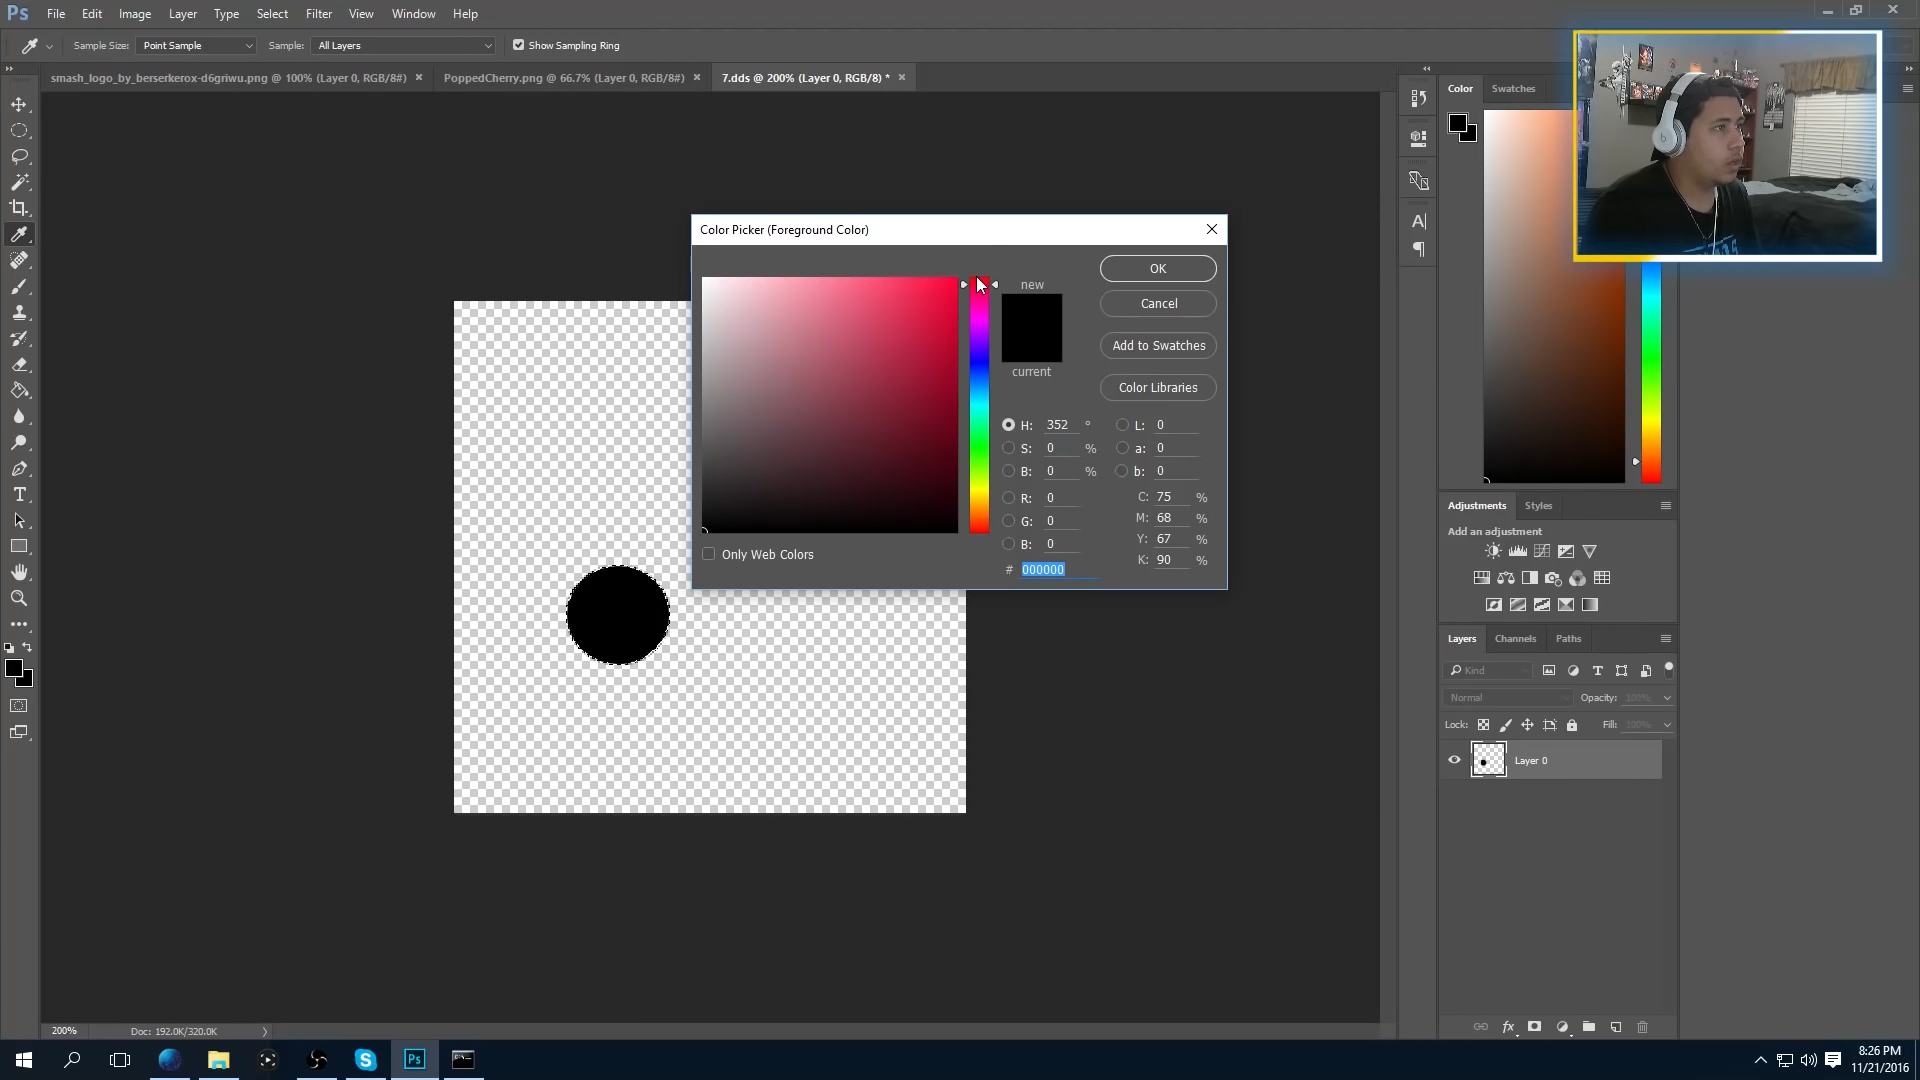 Ps File Edit Image Layer Type Select Filter View Window Help
Sample Size: Point Sample Sample: All Layers Show Sampling Ring
smash_logo_by_berserkerox-d6griwu.png @ 100% (Layer 0, RGB/8#) × PoppedCherry.png @ 66.7% (Layer 0, RGB/8#) × 7.dds @ 200% (Layer 0, RGB/8) * ×
Color Swatches
Color Picker (Foreground Color)
OK
new
Cancel
Add to Swatches
current
Color Libraries
H: 352 ° L: 0
S: 0 % a: 0
B: 0 % b: 0
R: 0 C: 75 %
G: 0 M: 68 %
B: 0 Y: 67 %
K: 90 %
Only Web Colors
# 000000
Adjustments Styles
Add an adjustment
Layers Channels Paths
Kind
Normal Opacity: 100%
Lock: Fill: 100%
Layer 0
200% Doc: 192.0K/320.0K
fx
8:26 PM
11/21/2016